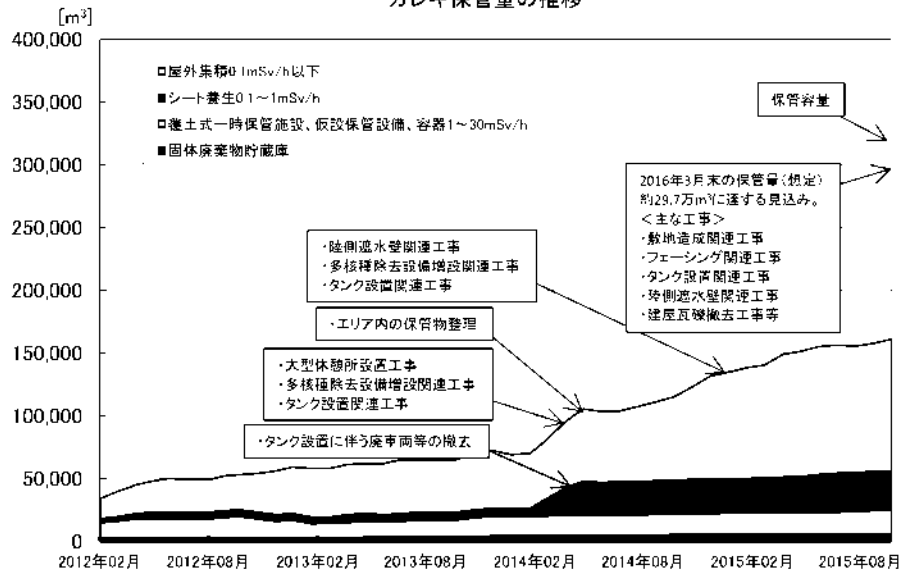 ガレキ保管量の推移
[m³]
400,000
350,000
300,000
250,000
200,000
150,000
100,000
50,000
0
□屋外集積0.1mSv/h以下
■シート養生0.1～1mSv/h
□覆土式一時保管施設、仮設保管設備、容器1～30mSv/h
■固体廃棄物貯蔵庫
保管容量
2016年3月末の保管量(想定)
約29.7万m³に達する見込み。
<主な工事>
・敷地造成関連工事
・フェーシング関連工事
・タンク設置関連工事
・陸側遮水壁関連工事
・建屋瓦礫撤去工事等
・陸側遮水壁関連工事
・多核種除去設備増設関連工事
・タンク設置関連工事
・エリア内の保管物整理
・大型休憩所設置工事
・多核種除去設備増設関連工事
・タンク設置関連工事
・タンク設置に伴う廃車両等の撤去
2012年02月 2012年08月 2013年02月 2013年08月 2014年02月 2014年08月 2015年02月 2015年08月